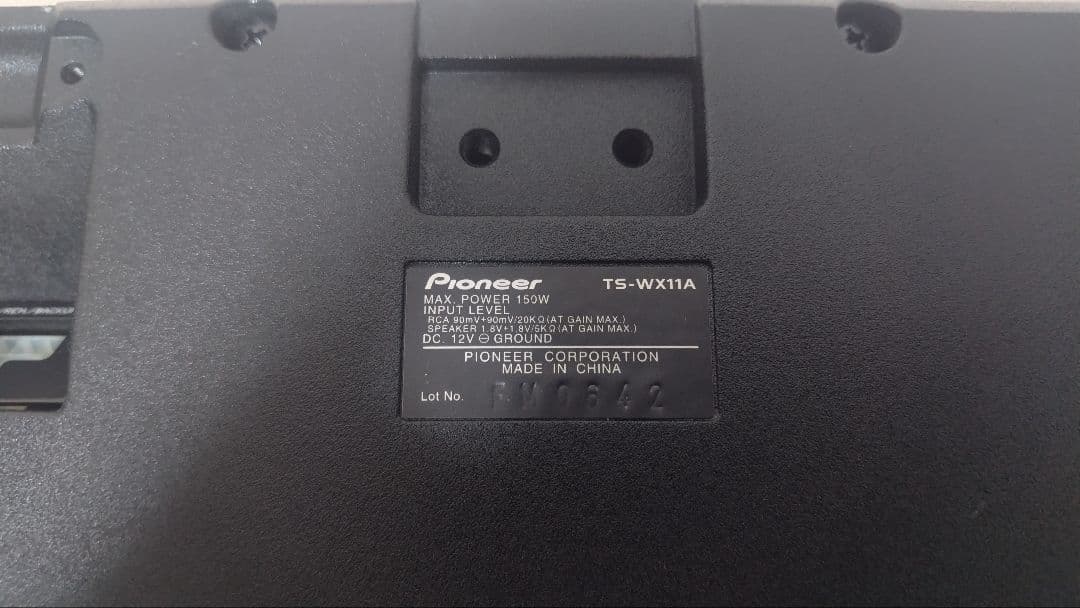 Pioneer TS-WX11A
MAX. POWER 150W
INPUT LEVEL
RCA 90mV+90mV/20KΩ(AT GAIN MAX.)
SPEAKER 1.8V+1.8V/5KΩ(AT GAIN MAX.)
DC. 12V ⊖ GROUND
PIONEER CORPORATION
MADE IN CHINA
Lot No. 0642